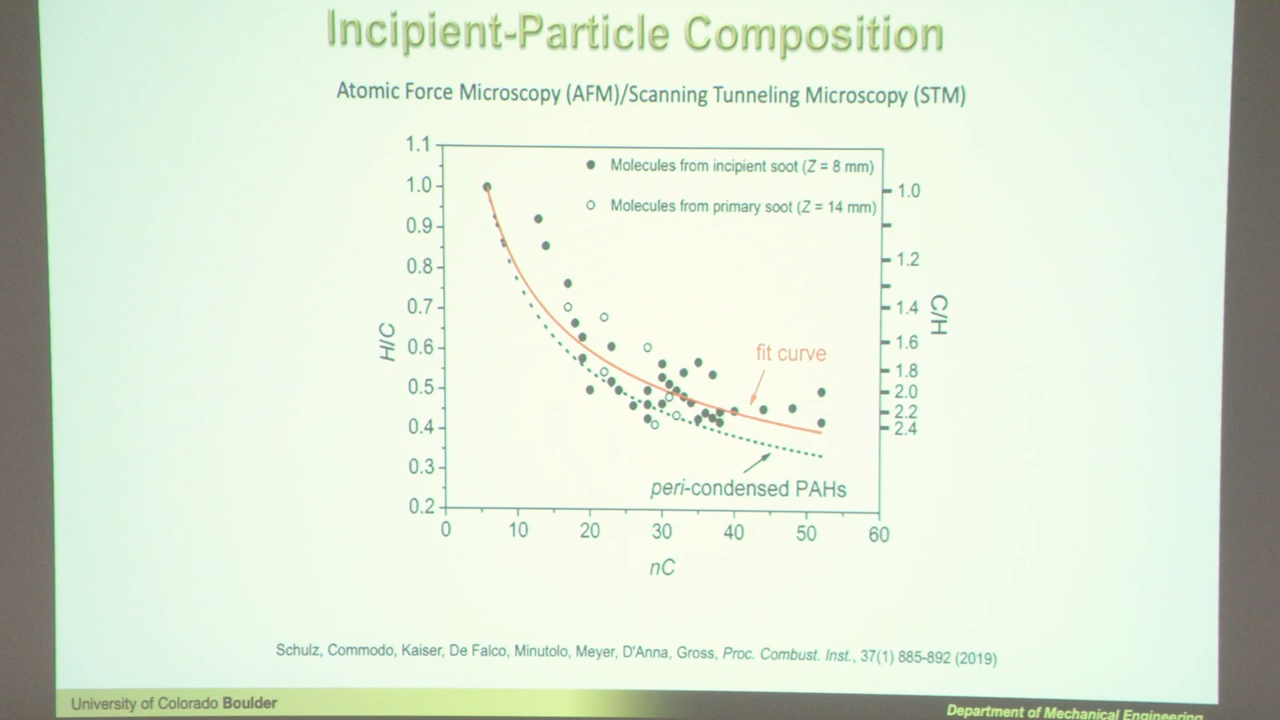 Incipient-Particle Composition
Atomic Force Microscopy (AFM)/Scanning Tunneling Microscopy (STM)
Molecules from incipient soot (Z = 8 mm)
Molecules from primary soot (Z = 14 mm)
1.1
1.0
0.9
0.8
0.7
0.6
0.5
0.4
0.3
0.2
H/C
1.0
1.2
1.4
1.6
1.8
2.0
2.2
2.4
C/H
fit curve
peri-condensed PAHs
0 10 20 30 40 50 60
nC
Schulz, Commodo, Kaiser, De Falco, Minutolo, Meyer, D'Anna, Gross, Proc. Combust. Inst., 37(1) 885-892 (2019)
University of Colorado Boulder
Department of Mechanical Engineering